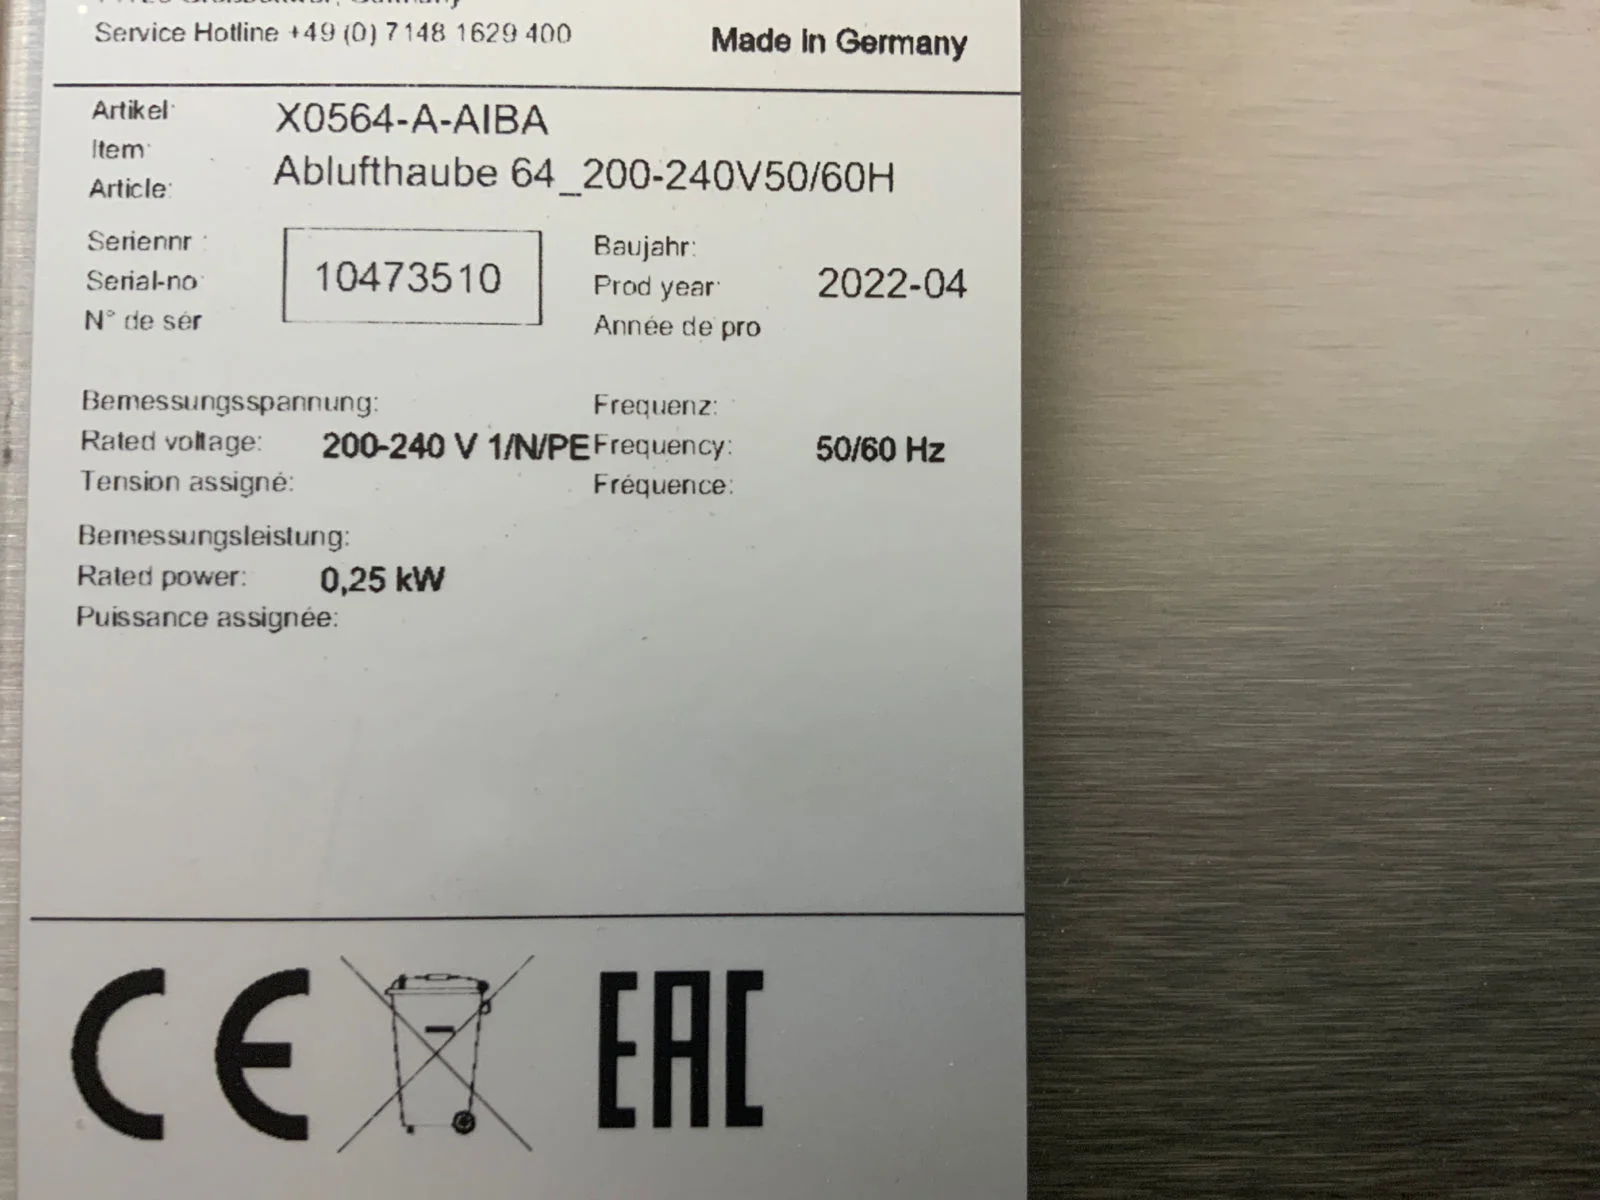 Germany
Service Hotline +49 (0) 7148 1629 400
Made in Germany
Artikel:
Item:
Article:
X0564-A-AIBA
Ablufthaube 64_200-240V50/60H
Seriennr.:
Serial-no
N° de sér
10473510
Baujahr:
Prod year
Année de pro
2022-04
Bemessungsspannung:
Rated voltage:
Tension assigné:
200-240 V 1/N/PE
Frequenz:
Frequency:
Fréquence:
50/60 Hz
Bemessungsleistung:
Rated power:
Puissance assignée:
0,25 kW
CE
EAC